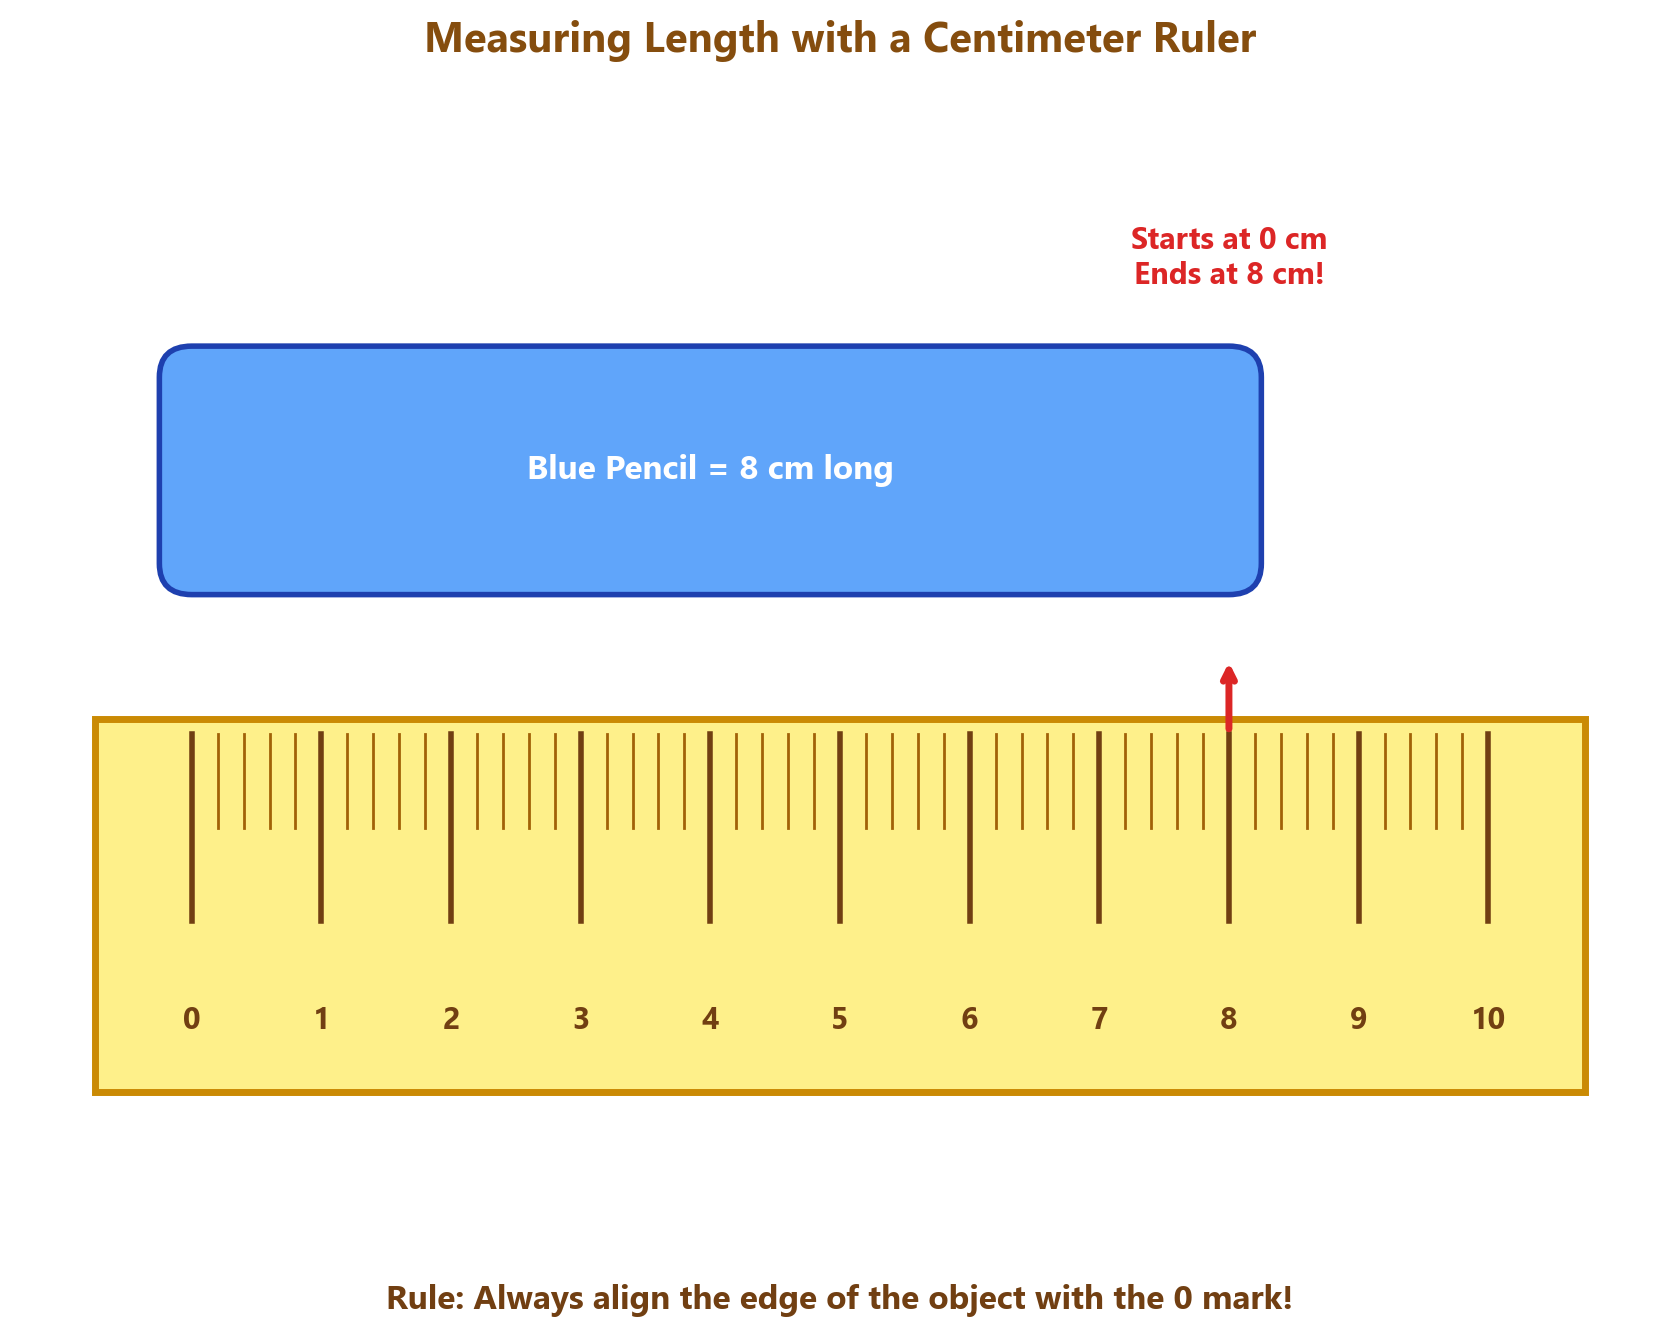 Measuring Length with a Centimeter Ruler
Starts at 0 cm
Ends at 8 cm!
Blue Pencil = 8 cm long
0 1 2 3 4 5 6 7 8 9 10
Rule: Always align the edge of the object with the 0 mark!